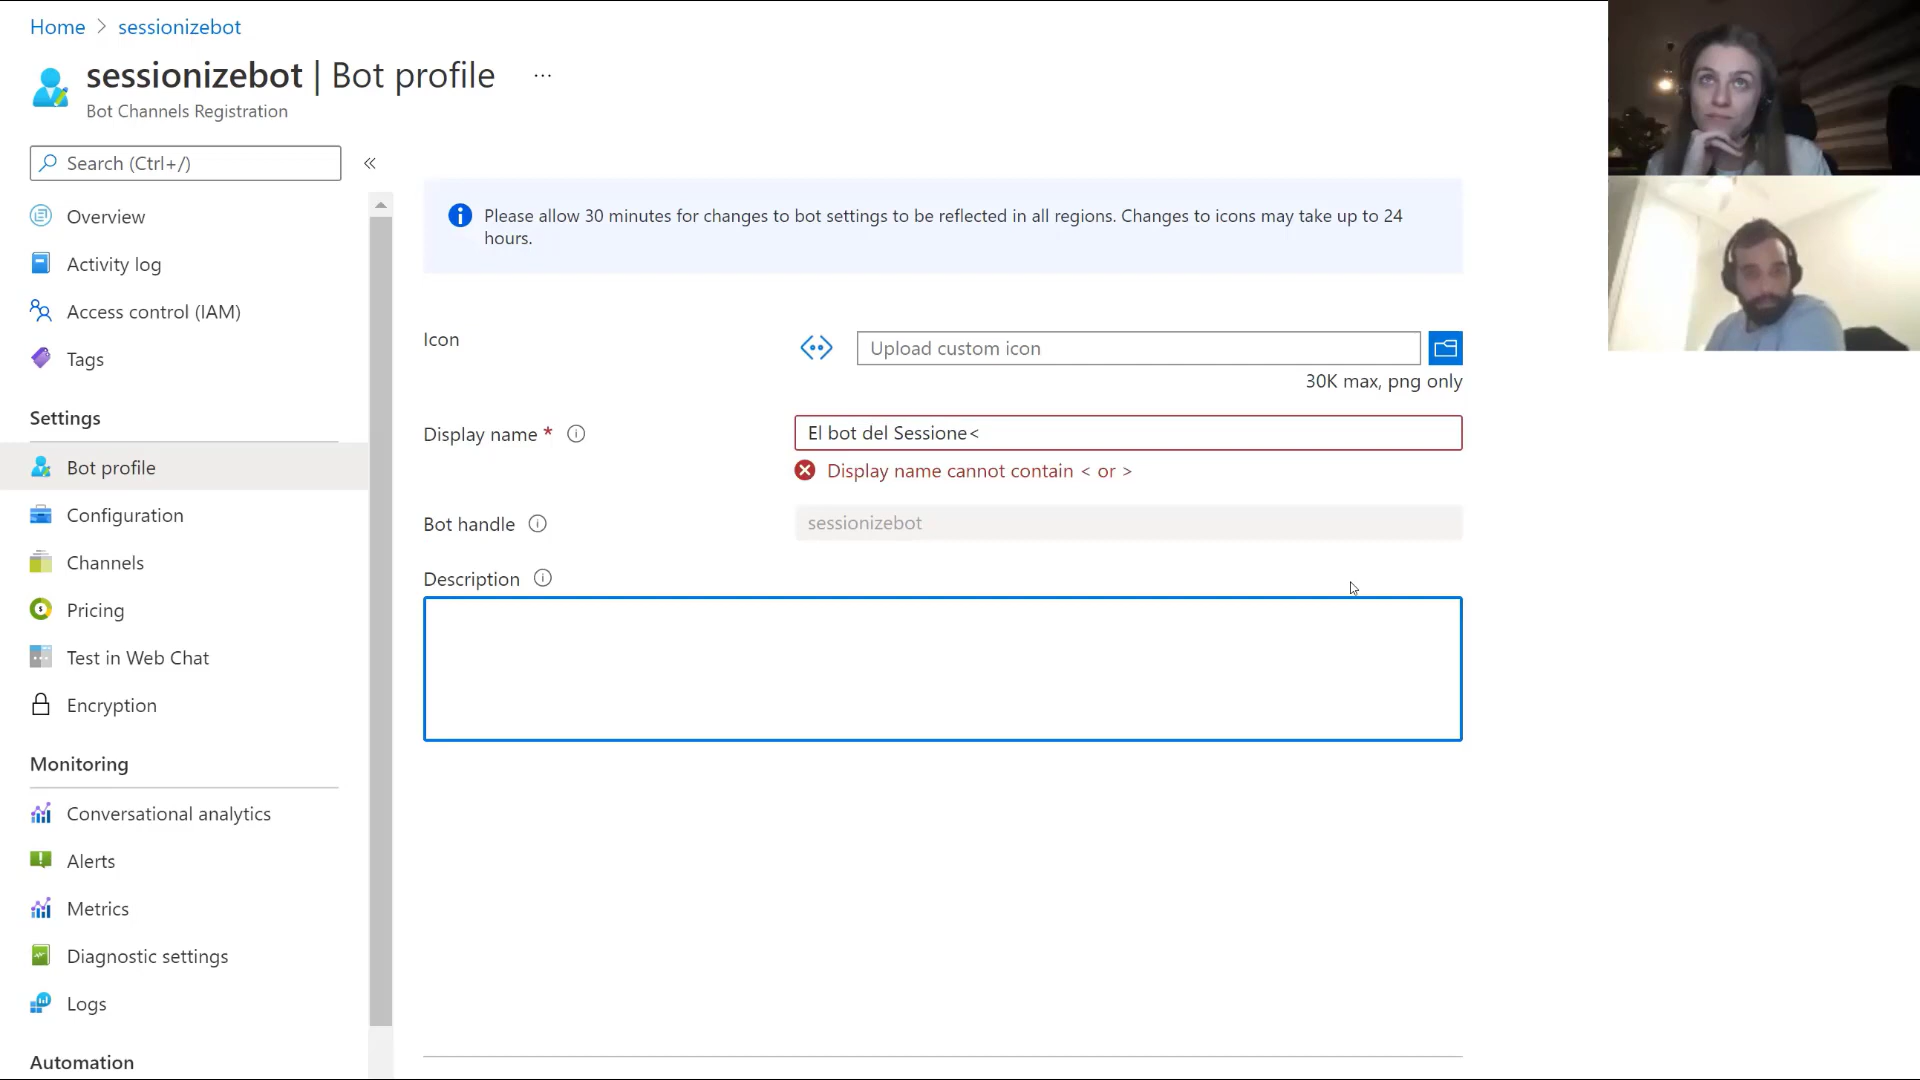 Home > sessionizebot
sessionizebot | Bot profile ...
Bot Channels Registration
Search (Ctrl+/)
«
Overview
Activity log
Access control (IAM)
Tags
Settings
Bot profile
Configuration
Channels
Pricing
Test in Web Chat
Encryption
Monitoring
Conversational analytics
Alerts
Metrics
Diagnostic settings
Logs
Automation
Please allow 30 minutes for changes to bot settings to be reflected in all regions. Changes to icons may take up to 24
hours.
Icon
Upload custom icon
30K max, png only
Display name *
El bot del Sessione<
Display name cannot contain < or >
Bot handle
sessionizebot
Description